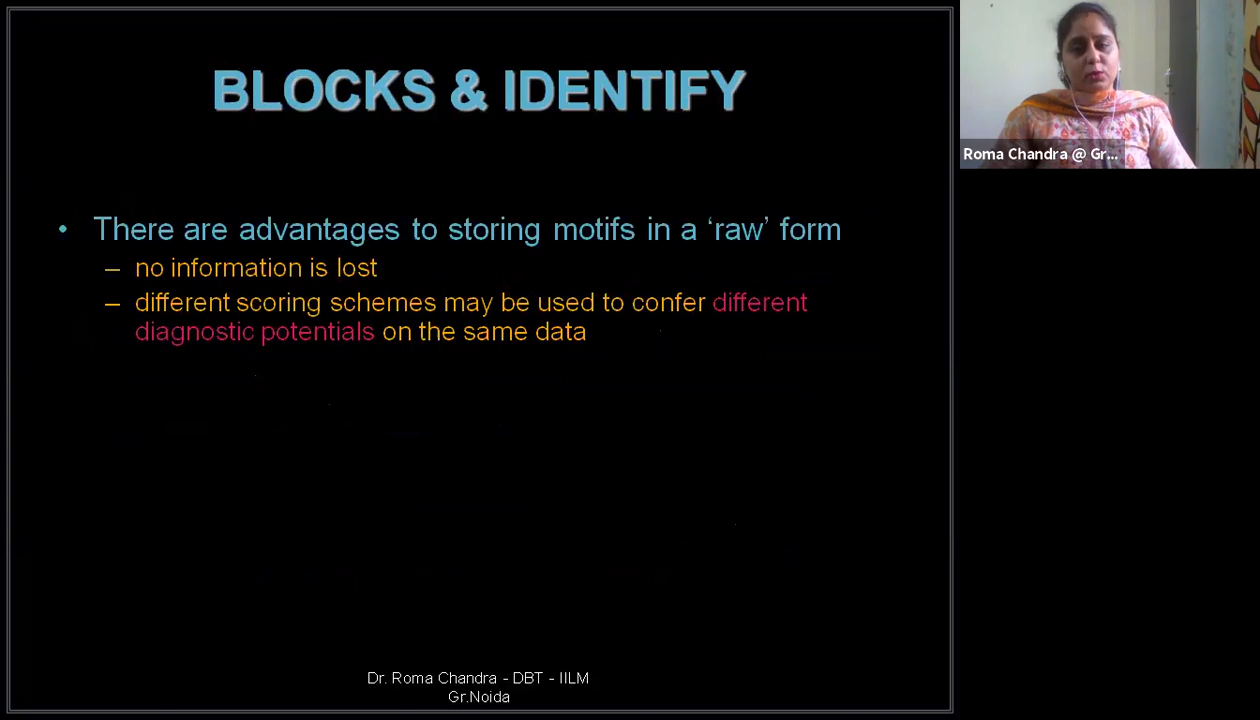 BLOCKS & IDENTIFY
• There are advantages to storing motifs in a ‘raw’ form
– no information is lost
– different scoring schemes may be used to confer different
diagnostic potentials on the same data
Dr. Roma Chandra - DBT - IILM
Gr.Noida
Roma Chandra @ Gr...